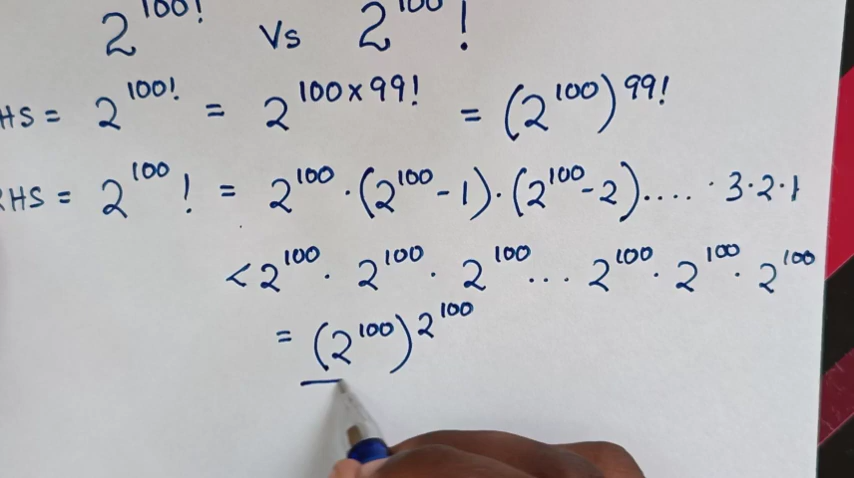 2^100! Vs 2^100!
HS = 2^100! = 2^100×99! = (2^100)^99!
RHS = 2^100! = 2^100·(2^100-1)·(2^100-2)....·3·2·1
<2^100·2^100·2^100...2^100·2^100·2^100
= (2^100)^2^100